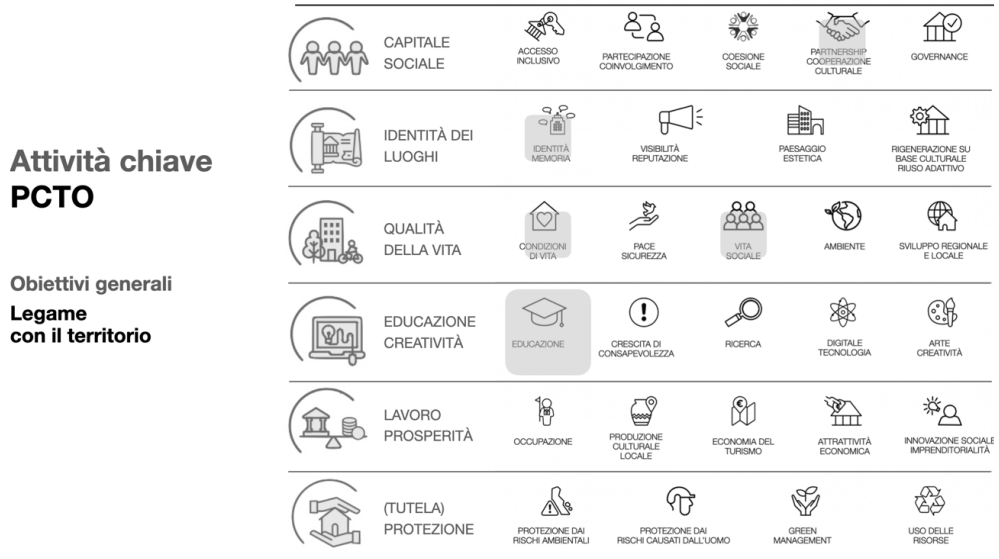 Attività chiave
PCTO
Obiettivi generali
Legame
con il territorio
CAPITALE
SOCIALE
ACCESSO
INCLUSIVO
PARTECIPAZIONE
COINVOLGIMENTO
COESIONE
SOCIALE
PARTNERSHIP
COOPERAZIONE
CULTURALE
GOVERNANCE
IDENTITÀ DEI
LUOGHI
IDENTITÀ
MEMORIA
VISIBILITÀ
REPUTAZIONE
PAESAGGIO
ESTETICA
RIGENERAZIONE SU
BASE CULTURALE
RIUSO ADATTIVO
QUALITÀ
DELLA VITA
CONDIZIONI
DI VITA
PACE
SICUREZZA
VITA
SOCIALE
AMBIENTE
SVILUPPO REGIONALE
E LOCALE
EDUCAZIONE
CREATIVITÀ
EDUCAZIONE
CRESCITA DI
CONSAPEVOLEZZA
RICERCA
DIGITALE
TECNOLOGIA
ARTE
CREATIVITÀ
LAVORO
PROSPERITÀ
OCCUPAZIONE
PRODUZIONE
CULTURALE
LOCALE
ECONOMIA DEL
TURISMO
ATTRATTIVITÀ
ECONOMICA
INNOVAZIONE SOCIALE
IMPRENDITORIALITÀ
(TUTELA)
PROTEZIONE
PROTEZIONE DAI
RISCHI AMBIENTALI
PROTEZIONE DAI
RISCHI CAUSATI DALL'UOMO
GREEN
MANAGEMENT
USO DELLE
RISORSE